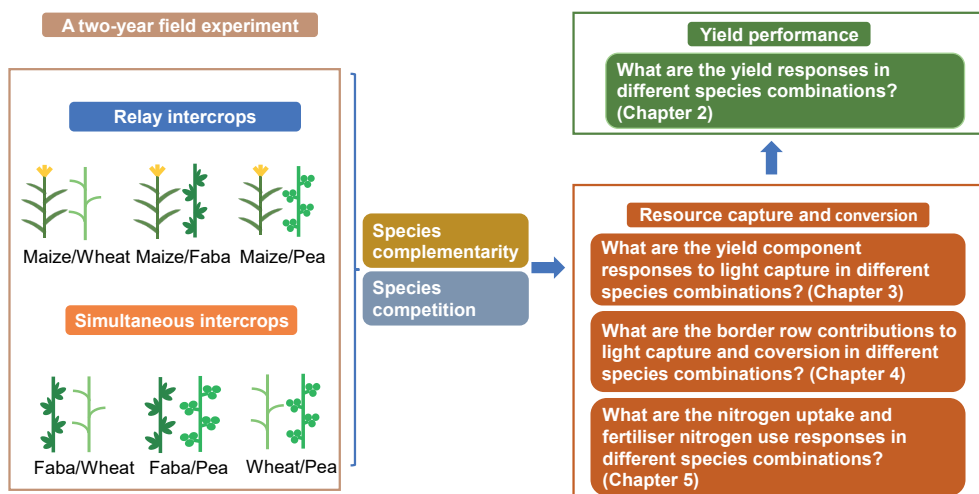 A two-year field experiment
Relay intercrops
Maize/Wheat Maize/Faba Maize/Pea
Simultaneous intercrops
Faba/Wheat Faba/Pea Wheat/Pea
Species
complementarity
Species
competition
Yield performance
What are the yield responses in
different species combinations?
(Chapter 2)
Resource capture and conversion
What are the yield component
responses to light capture in different
species combinations? (Chapter 3)
What are the border row contributions to
light capture and coversion in different
species combinations? (Chapter 4)
What are the nitrogen uptake and
fertiliser nitrogen use responses in
different species combinations?
(Chapter 5)